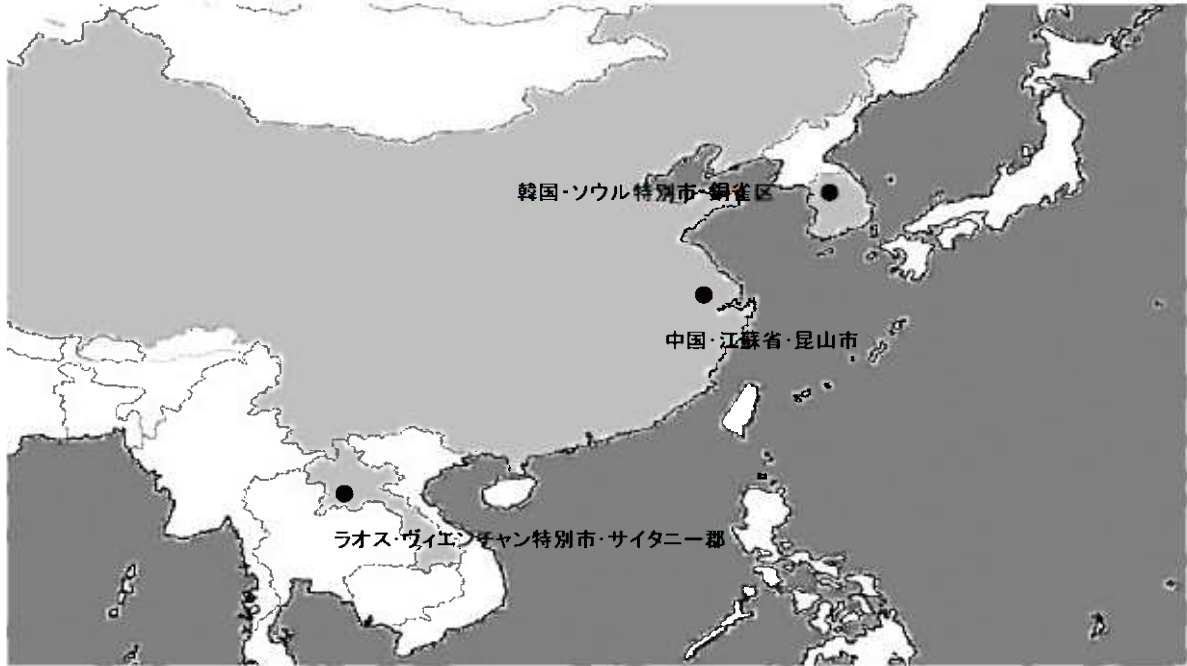 韓国・ソウル特別市・銅雀区
中国・江蘇省・昆山市
ラオス・ヴィエンチャン特別市・サイタニー郡